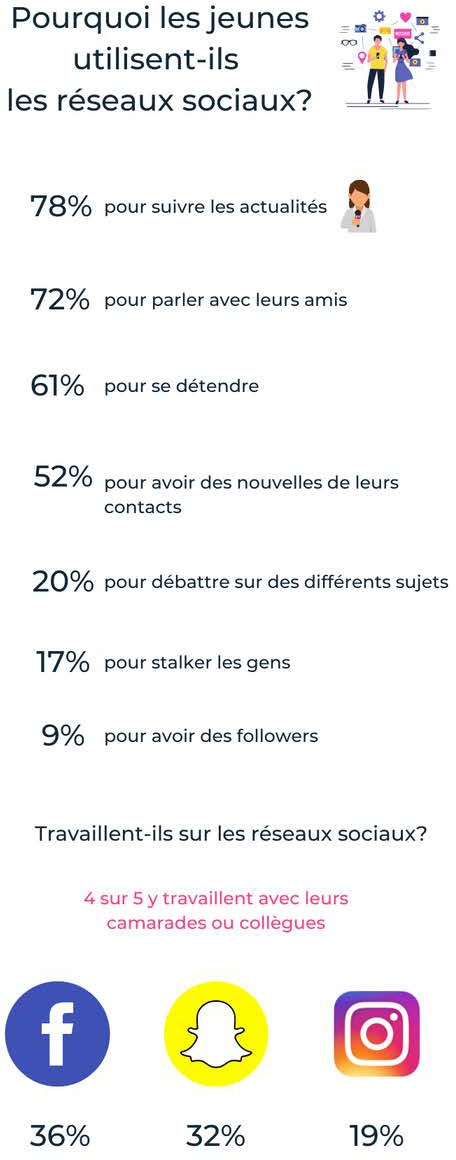 Pourquoi les jeunes
utilisent-ils
les réseaux sociaux?
78% pour suivre les actualités
72% pour parler avec leurs amis
61% pour se détendre
52% pour avoir des nouvelles de leurs
contacts
20% pour débattre sur des différents sujets
17% pour stalker les gens
9% pour avoir des followers
Travaillent-ils sur les réseaux sociaux?
4 sur 5 y travaillent avec leurs
camarades ou collègues
36% 32% 19%